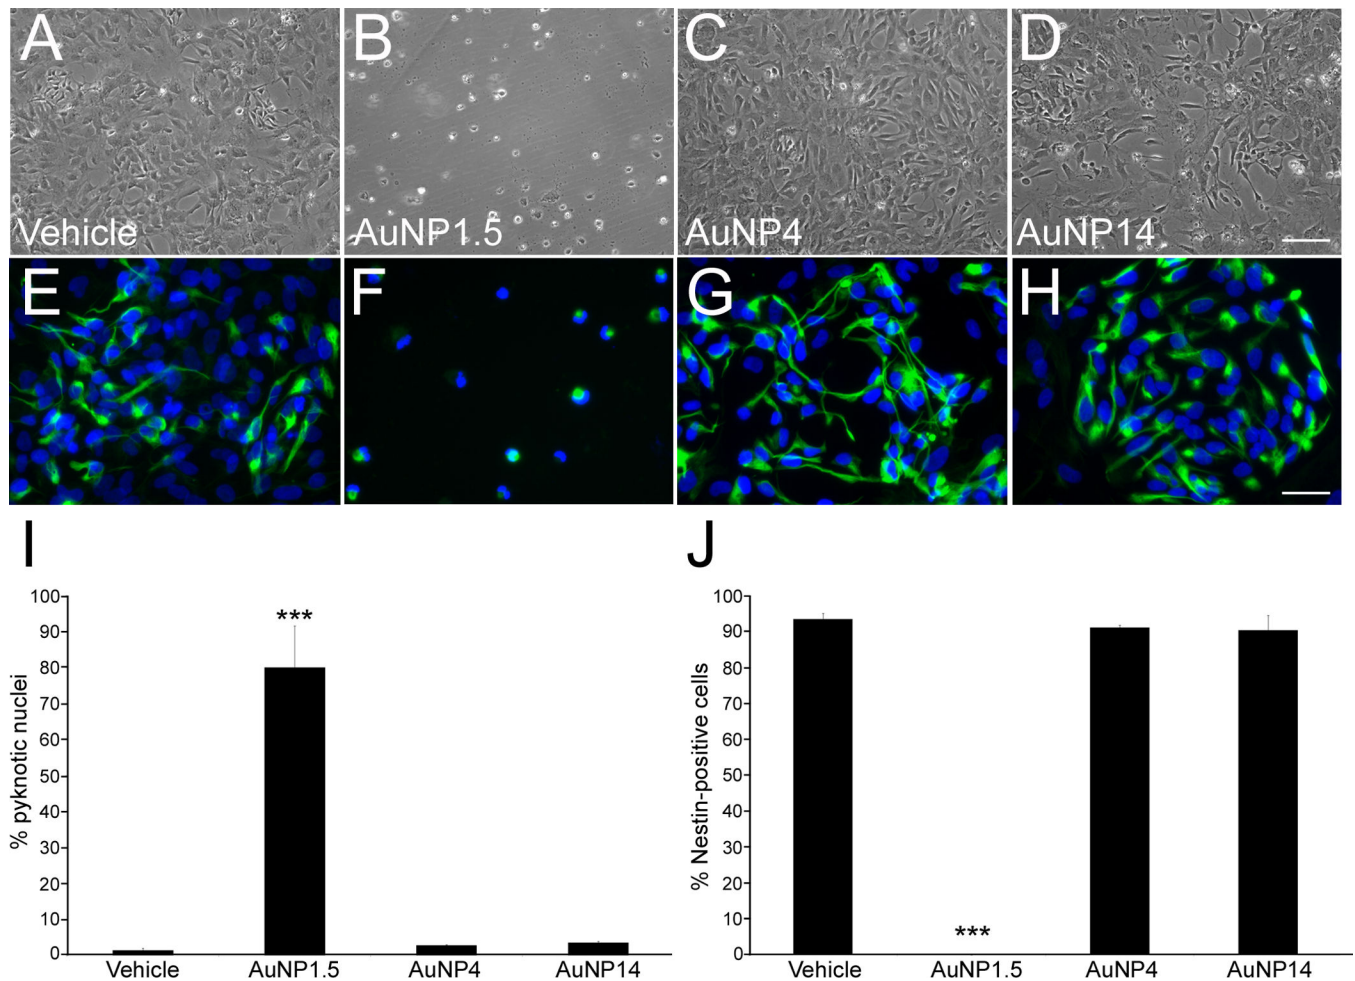 A
B
C
D
Vehicle
AuNP1.5
AuNP4
AuNP14
E
F
G
H
I
J
100
90
80
70
60
50
40
30
20
10
0
% pyknotic nuclei
***
Vehicle
AuNP1.5
AuNP4
AuNP14
100
90
80
70
60
50
40
30
20
10
0
% Nestin-positive cells
***
Vehicle
AuNP1.5
AuNP4
AuNP14